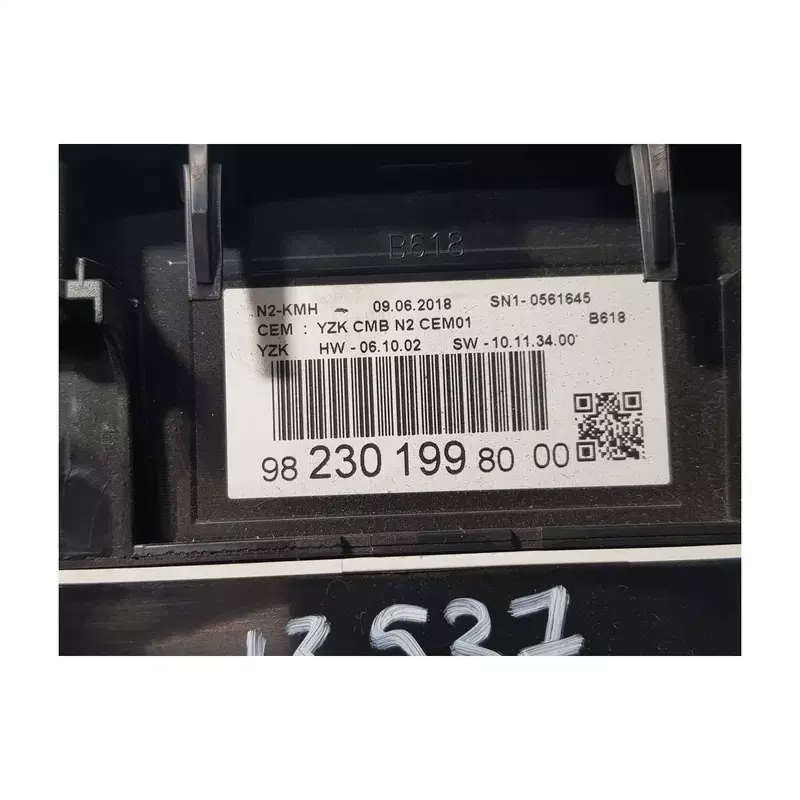 B618
N2-KMH - 09.06.2018 SN1-0561645
CEM : YZK CMB N2 CEM01 B618
YZK HW-06.10.02 SW-10.11.34.00
98 230 199 80 00
13537